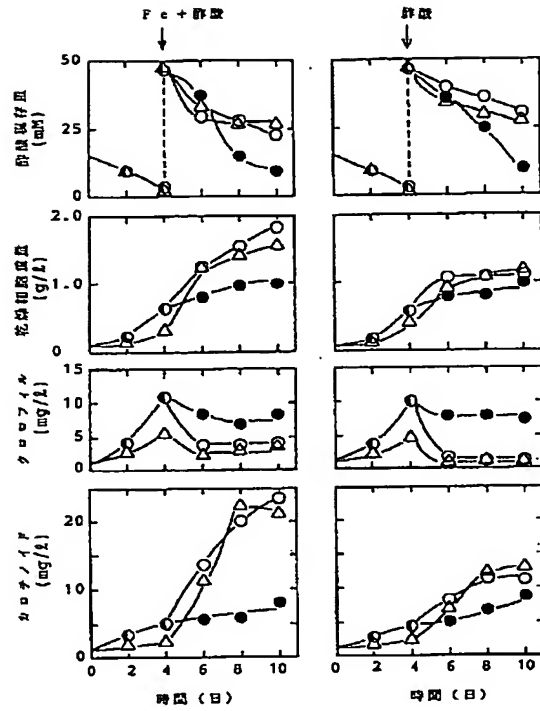 Fe+酢酸
酢酸
酢酸現存量
(mM)
50
25
0
乾燥細胞重量
(g/l)
2.0
1.0
0
クロロフィル
(mg/l)
15
10
5
0
カロチノイド
(mg/l)
20
10
0
0 2 4 6 8 10
0 2 4 6 8 10
時間(日)
時間(日)